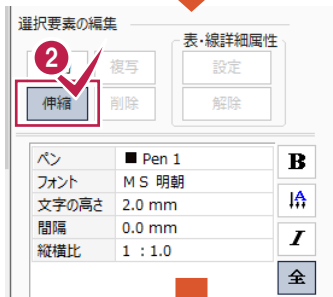 選択要素の編集
表・線詳細属性
2
複写
設定
伸縮
削除
解除
ペン
Pen 1
B
フォント
ＭＳ 明朝
A
文字の高さ
2.0 mm
間隔
0.0 mm
I
縦横比
1 : 1.0
全